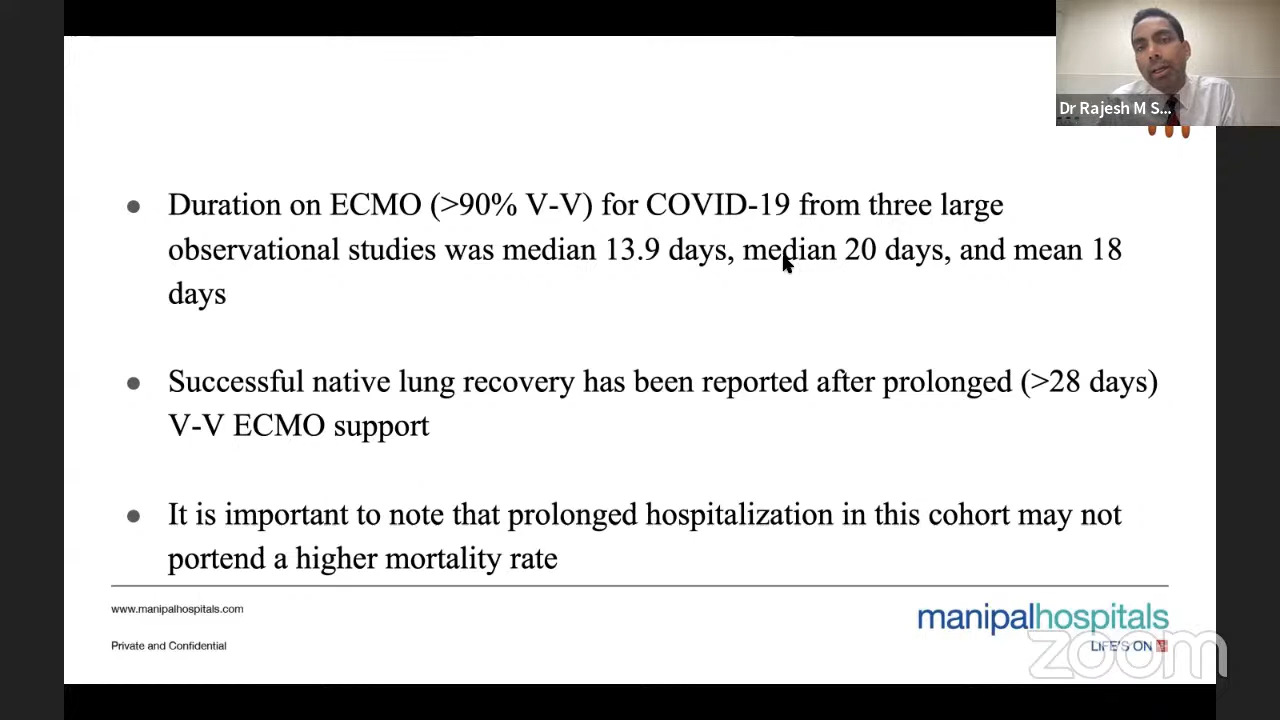 Dr Rajesh M S...
● Duration on ECMO (>90% V-V) for COVID-19 from three large
observational studies was median 13.9 days, median 20 days, and mean 18
days
● Successful native lung recovery has been reported after prolonged (>28 days)
V-V ECMO support
● It is important to note that prolonged hospitalization in this cohort may not
portend a higher mortality rate
www.manipalhospitals.com
manipalhospitals
Private and Confidential
LIFE'S ON
zoom